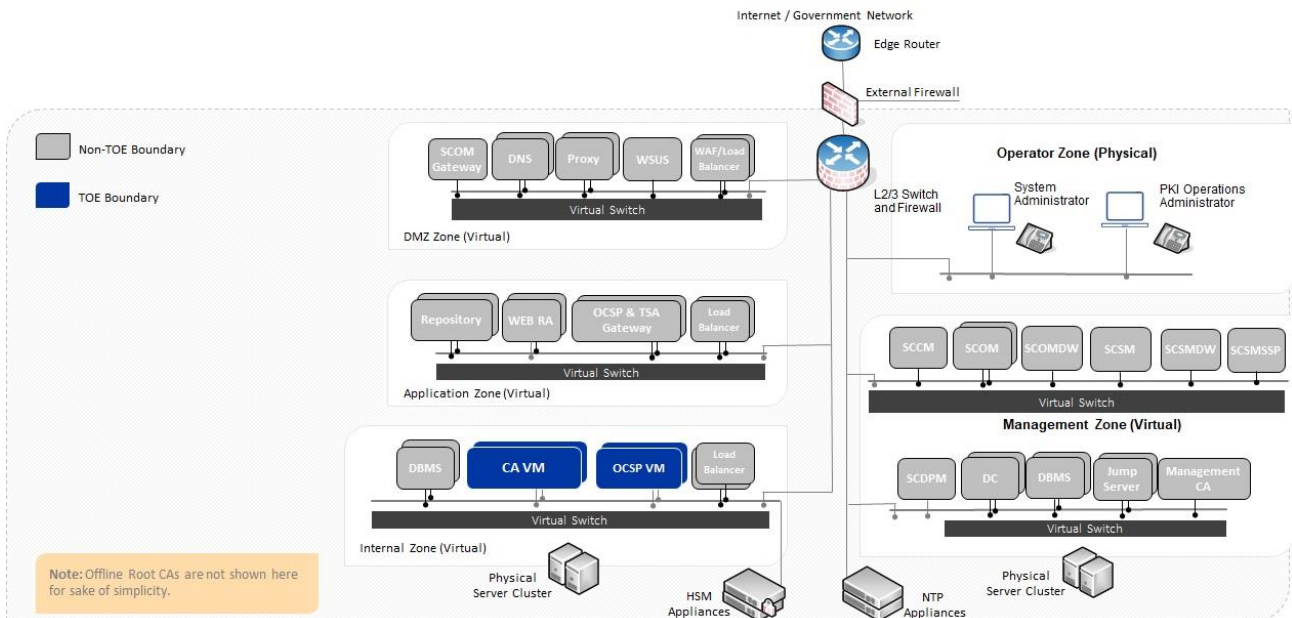 Internet / Government Network
Edge Router
External Firewall
Non-TOE Boundary
TOE Boundary
SCOM
Gateway
DNS
Proxy
WSUS
WAF/Load
Balancer
Virtual Switch
DMZ Zone (Virtual)
L2/3 Switch
and Firewall
Operator Zone (Physical)
System
Administrator
PKI Operations
Administrator
Repository
WEB RA
OCSP & TSA
Gateway
Load
Balancer
Virtual Switch
Application Zone (Virtual)
SCCM
SCOM
SCOMDW
SCSM
SCSMDW
SCSMSSP
Virtual Switch
Management Zone (Virtual)
DBMS
CA VM
OCSP VM
Load
Balancer
Virtual Switch
Internal Zone (Virtual)
SCDPM
DC
DBMS
Jump
Server
Management
CA
Virtual Switch
Note: Offline Root CAs are not shown here
for sake of simplicity.
Physical
Server Cluster
HSM
Appliances
NTP
Appliances
Physical
Server Cluster